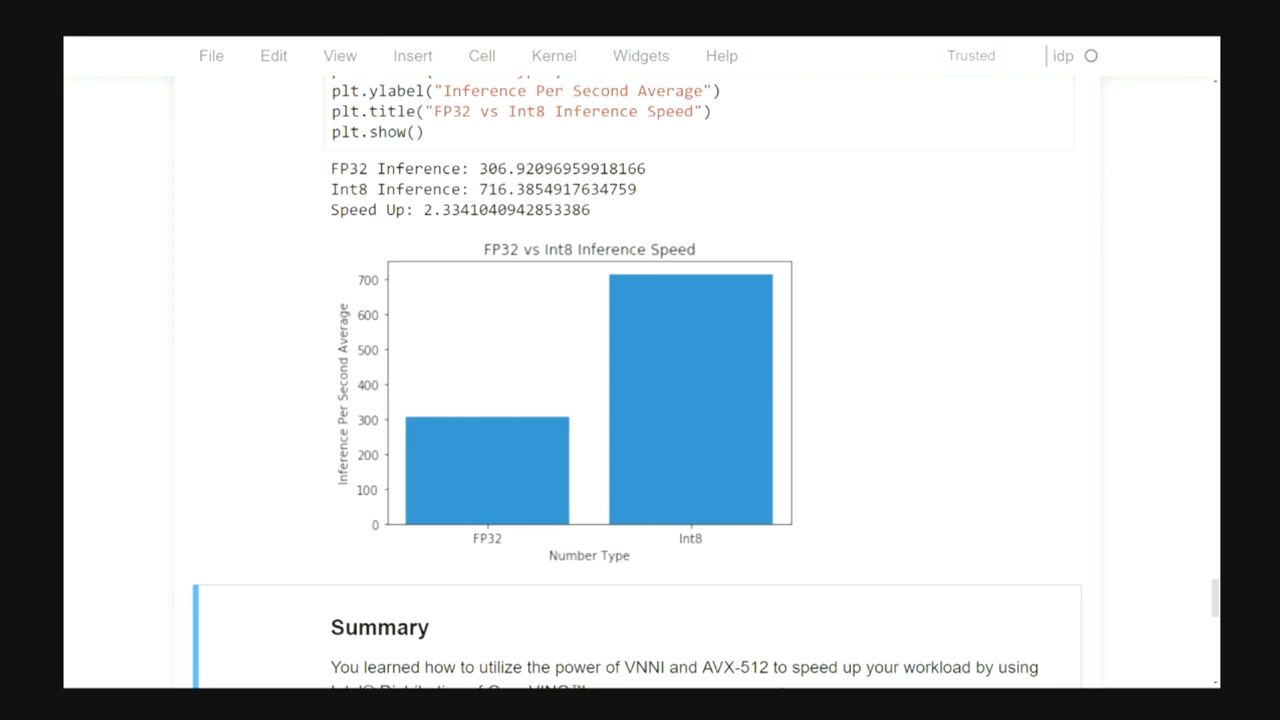 File Edit View Insert Cell Kernel Widgets Help Trusted idp
plt.ylabel("Inference Per Second Average")
plt.title("FP32 vs Int8 Inference Speed")
plt.show()
FP32 Inference: 306.92096959918166
Int8 Inference: 716.3854917634759
Speed Up: 2.3341040942853386
FP32 vs Int8 Inference Speed
Inference Per Second Average
700
600
500
400
300
200
100
0
FP32 Int8
Number Type
Summary
You learned how to utilize the power of VNNI and AVX-512 to speed up your workload by using